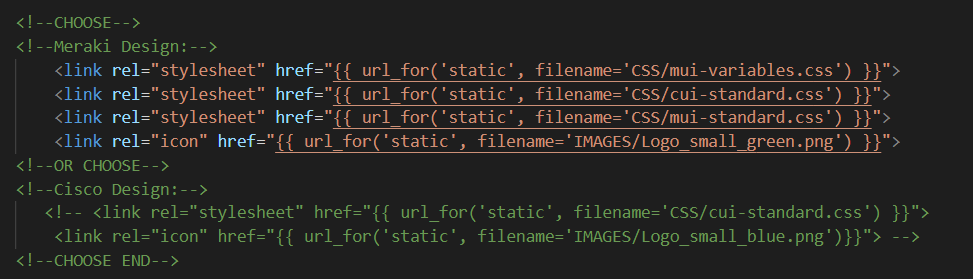 <!--CHOOSE-->
<!--Meraki Design:-->
<link rel="stylesheet" href="{{ url_for('static', filename='CSS/mui-variables.css') }}">
<link rel="stylesheet" href="{{ url_for('static', filename='CSS/cui-standard.css') }}">
<link rel="stylesheet" href="{{ url_for('static', filename='CSS/mui-standard.css') }}">
<link rel="icon" href="{{ url_for('static', filename='IMAGES/Logo_small_green.png') }}">
<!--OR CHOOSE-->
<!--Cisco Design:-->
<!-- <link rel="stylesheet" href="{{ url_for('static', filename='CSS/cui-standard.css') }}">
<link rel="icon" href="{{ url_for('static', filename='IMAGES/Logo_small_blue.png')}}"> -->
<!--CHOOSE END-->